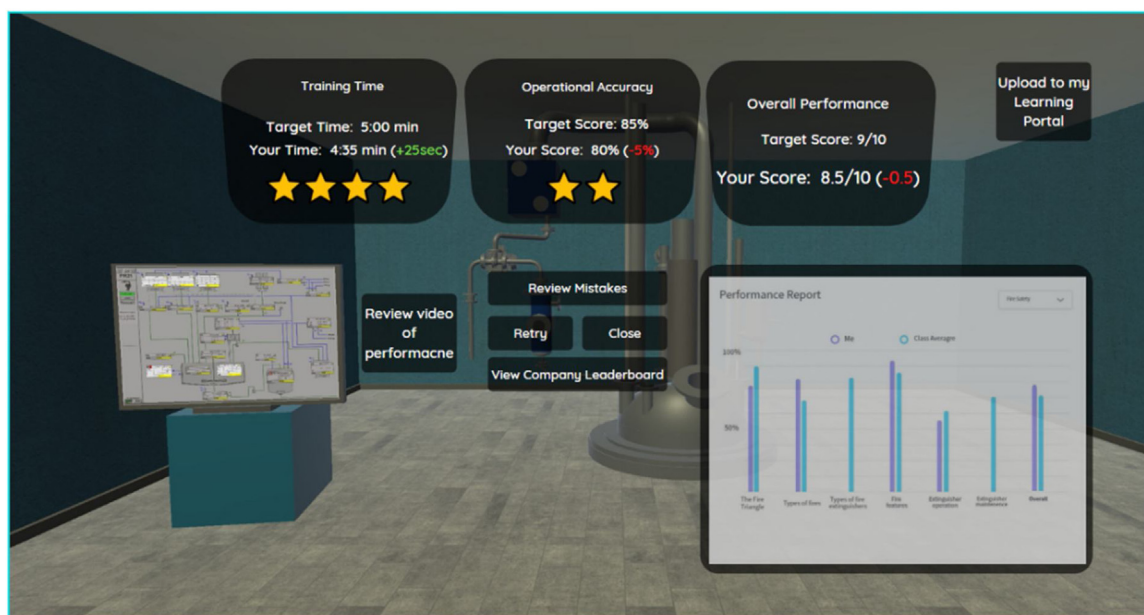 Training Time
Target Time: 5:00 min
Your Time: 4:35 min (+25sec)
Operational Accuracy
Target Score: 85%
Your Score: 80% (-5%)
Overall Performance
Target Score: 9/10
Your Score: 8.5/10 (-0.5)
Upload to my
Learning
Portal
Review video
of
performacne
Review Mistakes
Retry
Close
View Company Leaderboard
Performance Report
Fire Safety
Me
Class Average
100%
50%
The Fire
Triangle
Types of fires
Types of fire
extinguishers
Fire
features
Extinguisher
operation
Extinguisher
maintenance
Overall